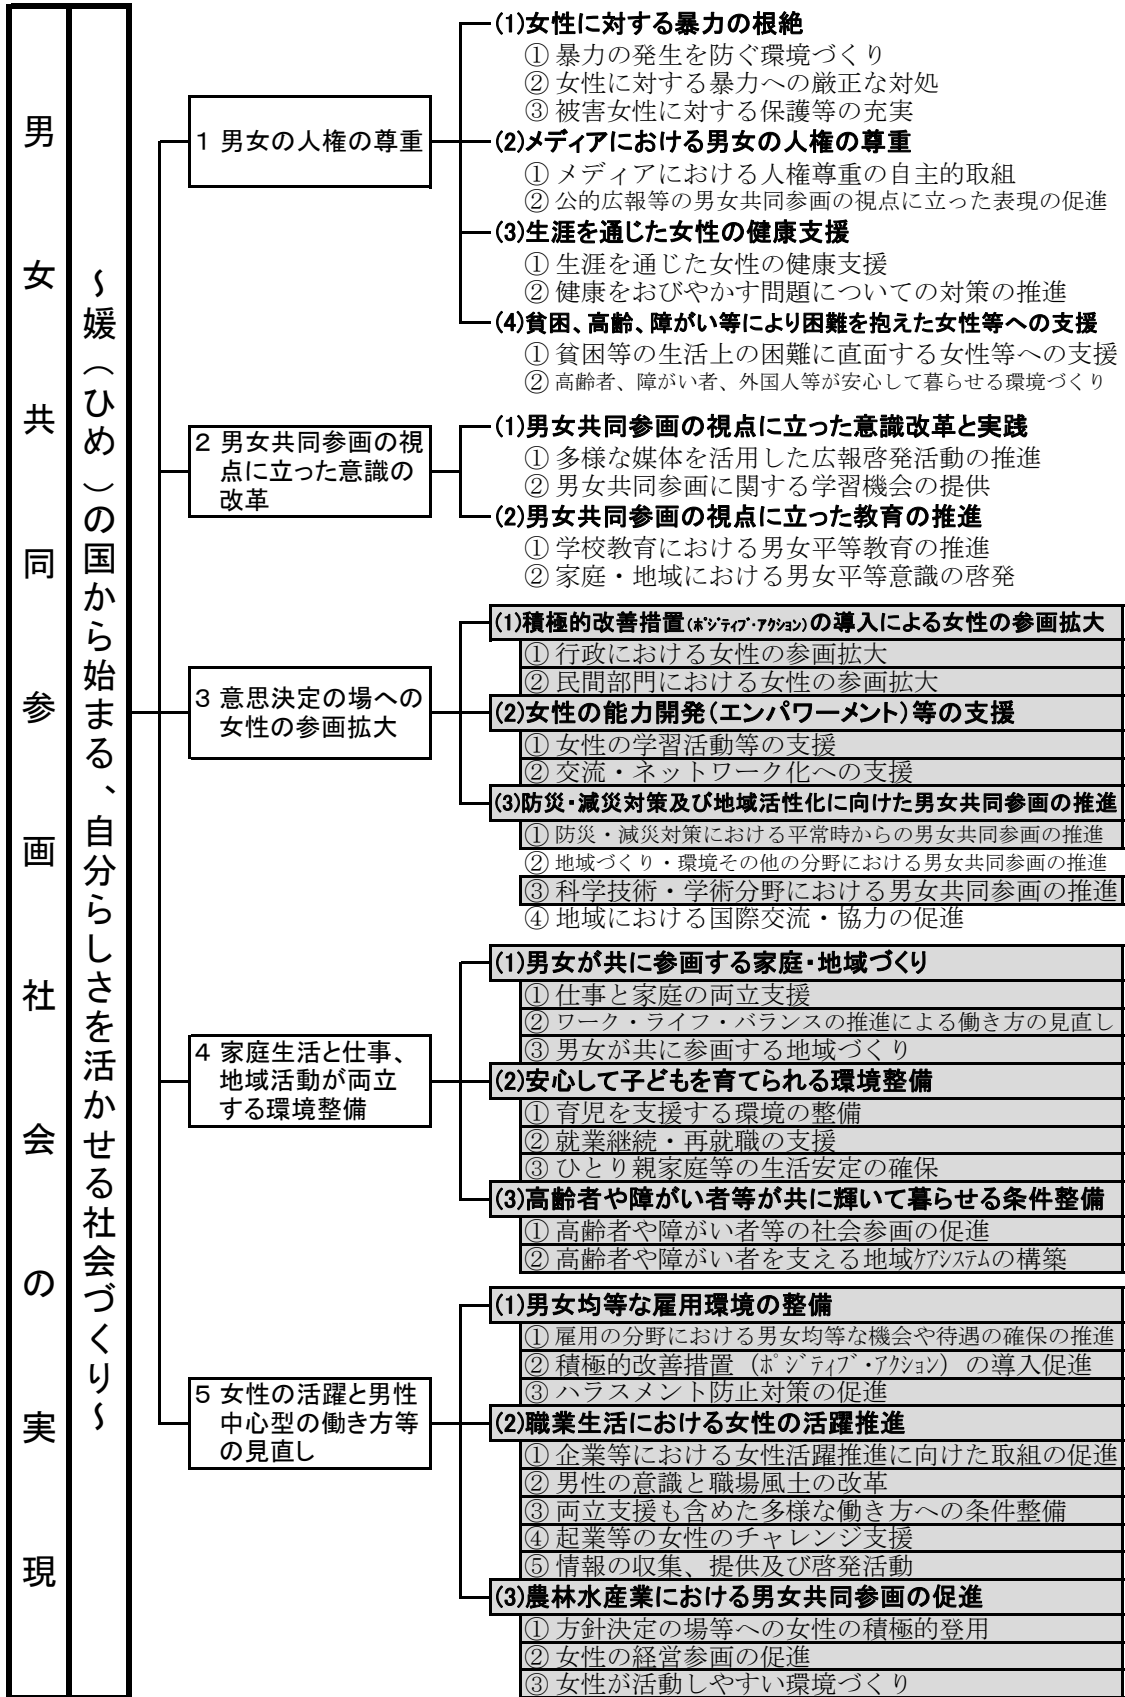 男女共同参画社会の実現
～媛（ひめ）の国から始まる、自分らしさを活かせる社会づくり～
1 男女の人権の尊重
(1)女性に対する暴力の根絶
① 暴力の発生を防ぐ環境づくり
② 女性に対する暴力への厳正な対処
③ 被害女性に対する保護等の充実
(2)メディアにおける男女の人権の尊重
① メディアにおける人権尊重の自主的取組
② 公的広報等の男女共同参画の視点に立った表現の促進
(3)生涯を通じた女性の健康支援
① 生涯を通じた女性の健康支援
② 健康をおびやかす問題についての対策の推進
(4)貧困、高齢、障がい等により困難を抱えた女性等への支援
① 貧困等の生活上の困難に直面する女性等への支援
② 高齢者、障がい者、外国人等が安心して暮らせる環境づくり
2 男女共同参画の視
点に立った意識の
改革
(1)男女共同参画の視点に立った意識改革と実践
① 多様な媒体を活用した広報啓発活動の推進
② 男女共同参画に関する学習機会の提供
(2)男女共同参画の視点に立った教育の推進
① 学校教育における男女平等教育の推進
② 家庭・地域における男女平等意識の啓発
3 意思決定の場への
女性の参画拡大
(1)積極的改善措置(ﾎﾟｼﾞﾃｨﾌﾞ・ｱｸｼｮﾝ)の導入による女性の参画拡大
① 行政における女性の参画拡大
② 民間部門における女性の参画拡大
(2)女性の能力開発(エンパワーメント)等の支援
① 女性の学習活動等の支援
② 交流・ネットワーク化への支援
(3)防災・減災対策及び地域活性化に向けた男女共同参画の推進
① 防災・減災対策における平常時からの男女共同参画の推進
② 地域づくり・環境その他の分野における男女共同参画の推進
③ 科学技術・学術分野における男女共同参画の推進
④ 地域における国際交流・協力の促進
4 家庭生活と仕事、
地域活動が両立
する環境整備
(1)男女が共に参画する家庭・地域づくり
① 仕事と家庭の両立支援
② ワーク・ライフ・バランスの推進による働き方の見直し
③ 男女が共に参画する地域づくり
(2)安心して子どもを育てられる環境整備
① 育児を支援する環境の整備
② 就業継続・再就職の支援
③ ひとり親家庭等の生活安定の確保
(3)高齢者や障がい者等が共に輝いて暮らせる条件整備
① 高齢者や障がい者等の社会参画の促進
② 高齢者や障がい者を支える地域ｹｱｼｽﾃﾑの構築
5 女性の活躍と男性
中心型の働き方等
の見直し
(1)男女均等な雇用環境の整備
① 雇用の分野における男女均等な機会や待遇の確保の推進
② 積極的改善措置（ﾎﾟｼﾞﾃｨﾌﾞ・ｱｸｼｮﾝ）の導入促進
③ ハラスメント防止対策の促進
(2)職業生活における女性の活躍推進
① 企業等における女性活躍推進に向けた取組の促進
② 男性の意識と職場風土の改革
③ 両立支援も含めた多様な働き方への条件整備
④ 起業等の女性のチャレンジ支援
⑤ 情報の収集、提供及び啓発活動
(3)農林水産業における男女共同参画の促進
① 方針決定の場等への女性の積極的登用
② 女性の経営参画の促進
③ 女性が活動しやすい環境づくり